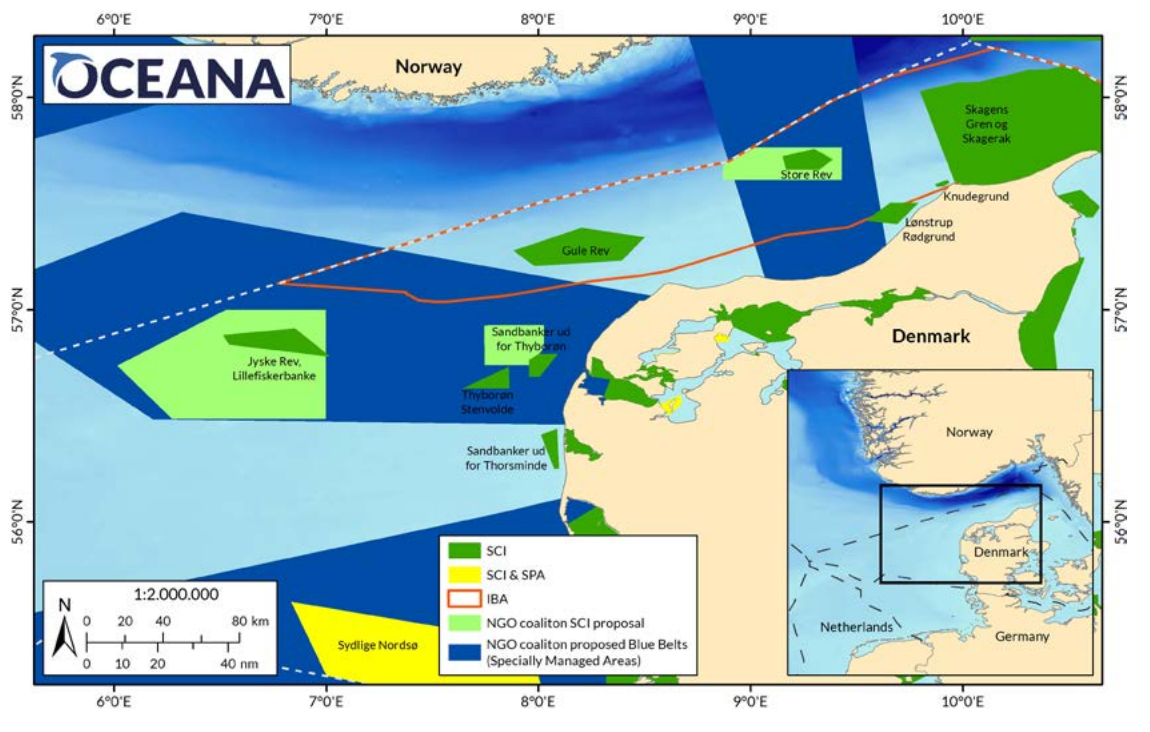 6°0'E 7°0'E 8°0'E 9°0'E 10°0'E
OCEANA
Norway
58°0'N
58°0'N
Skagens
Gren og
Skagerak
Store Rev
Knudegrund
Lønstrup
Rødgrund
Gule Rev
57°0'N
57°0'N
Sandbanker ud
for Thyborøn
Denmark
Jyske Rev,
Lillefiskerbanke
Thyborøn
Stenvolde
Sandbanker ud
for Thorsminde
Norway
56°0'N
56°0'N
Denmark
Netherlands
Germany
SCI
SCI & SPA
IBA
NGO coaliton SCI proposal
NGO coaliton proposed Blue Belts
(Specially Managed Areas)
1:2.000.000
N
0 20 40 80 km
0 10 20 40 nm
Sydlige Nordsø
6°0'E 7°0'E 8°0'E 9°0'E 10°0'E